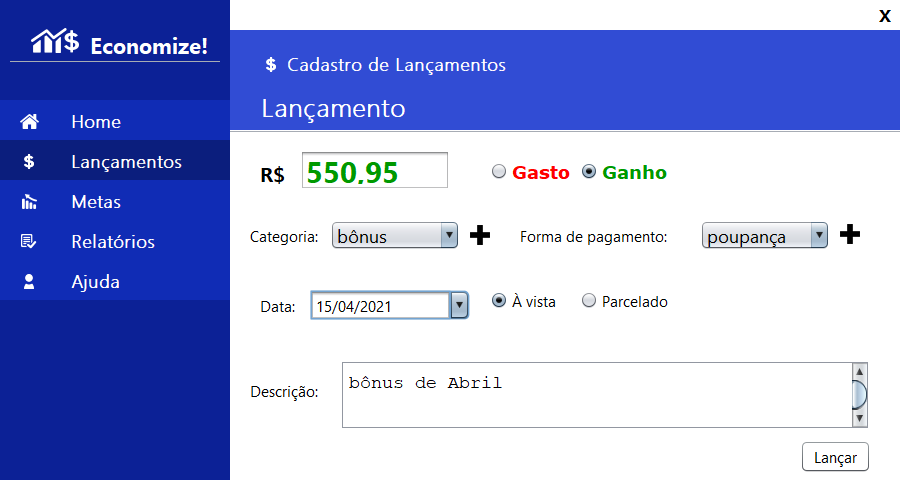 X
Economize!
$ Cadastro de Lançamentos
Lançamento
Home
$ Lançamentos
Metas
Relatórios
Ajuda
R$ 550,95 Gasto Ganho
Categoria: bônus Forma de pagamento: poupança
Data: 15/04/2021 À vista Parcelado
Descrição: bônus de Abril
Lançar